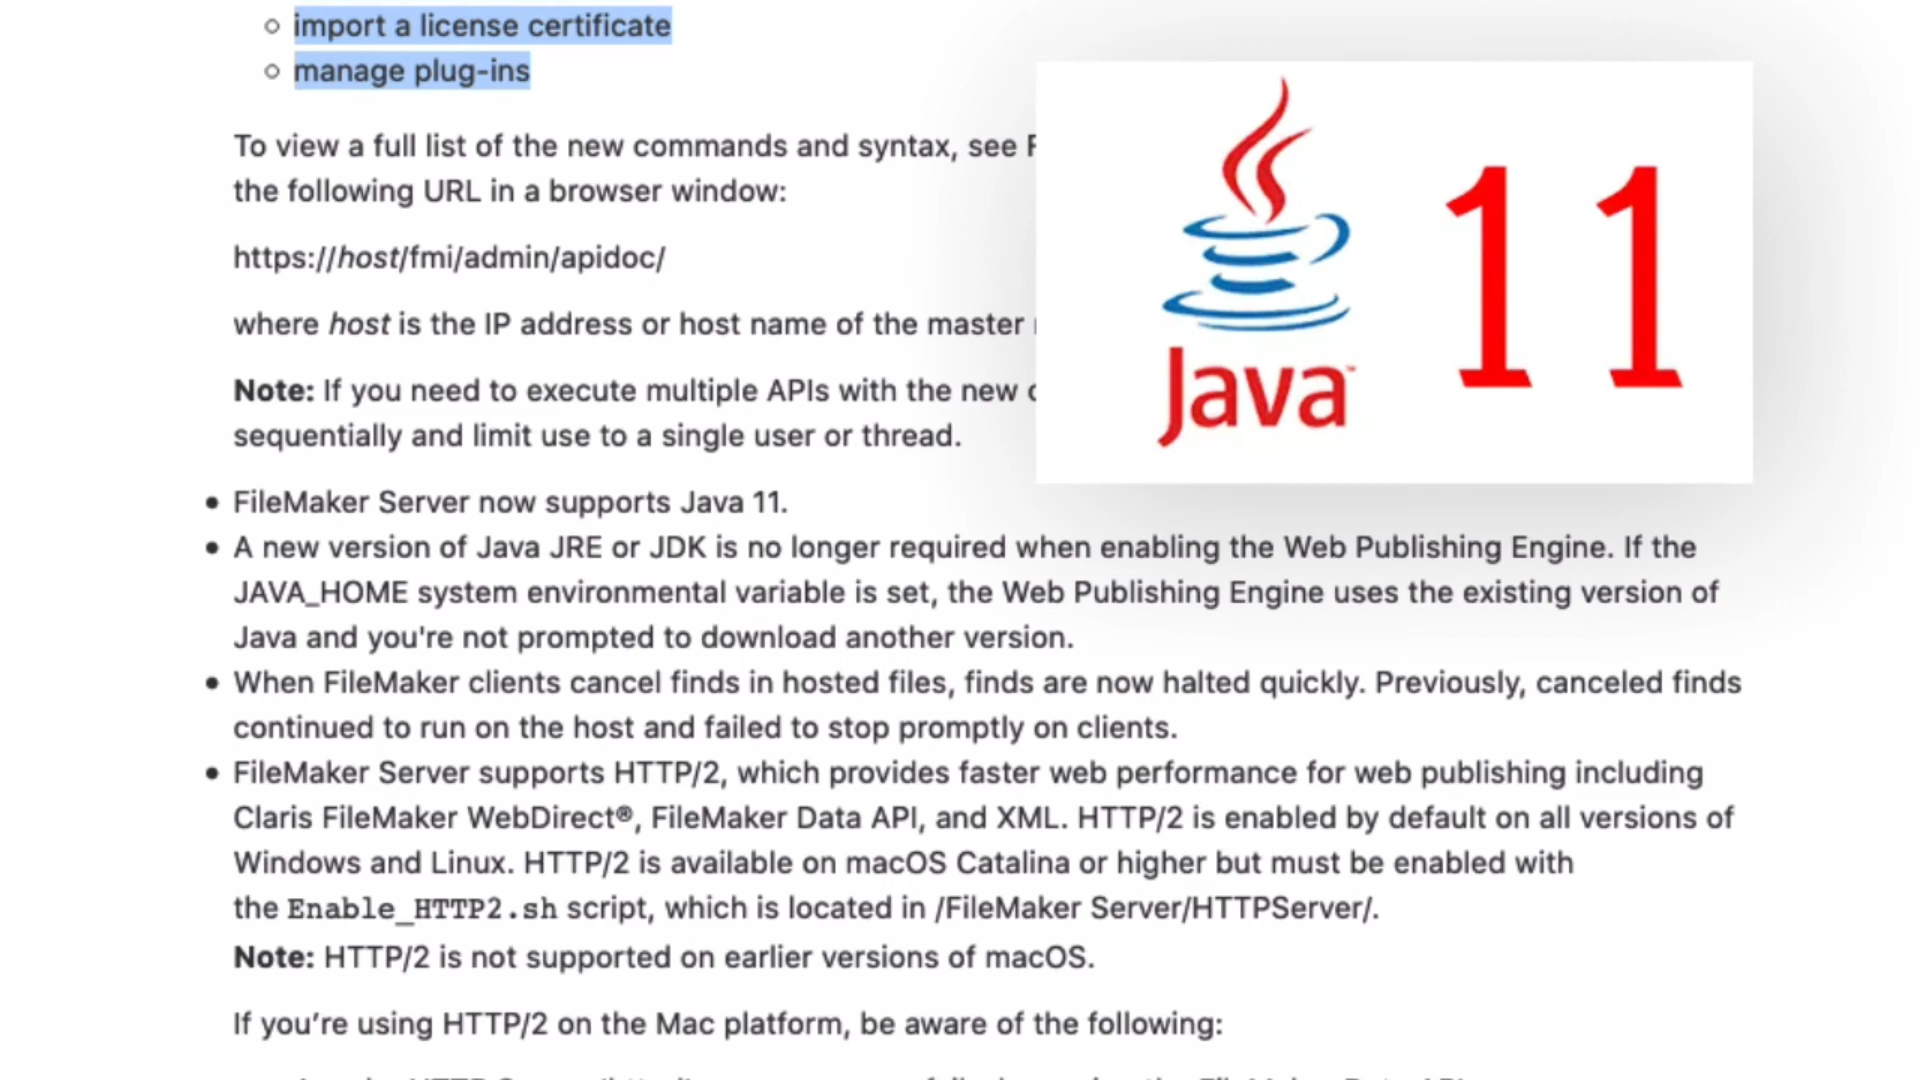 import a license certificate
manage plug-ins
To view a full list of the new commands and syntax, see
the following URL in a browser window:
https://host/fmi/admin/apidoc/
where host is the IP address or host name of the master
Note: If you need to execute multiple APIs with the new
sequentially and limit use to a single user or thread.
Java™ 11
FileMaker Server now supports Java 11.
A new version of Java JRE or JDK is no longer required when enabling the Web Publishing Engine. If the
JAVA_HOME system environmental variable is set, the Web Publishing Engine uses the existing version of
Java and you're not prompted to download another version.
When FileMaker clients cancel finds in hosted files, finds are now halted quickly. Previously, canceled finds
continued to run on the host and failed to stop promptly on clients.
FileMaker Server supports HTTP/2, which provides faster web performance for web publishing including
Claris FileMaker WebDirect®, FileMaker Data API, and XML. HTTP/2 is enabled by default on all versions of
Windows and Linux. HTTP/2 is available on macOS Catalina or higher but must be enabled with
the Enable_HTTP2.sh script, which is located in /FileMaker Server/HTTPServer/.
Note: HTTP/2 is not supported on earlier versions of macOS.
If you’re using HTTP/2 on the Mac platform, be aware of the following: